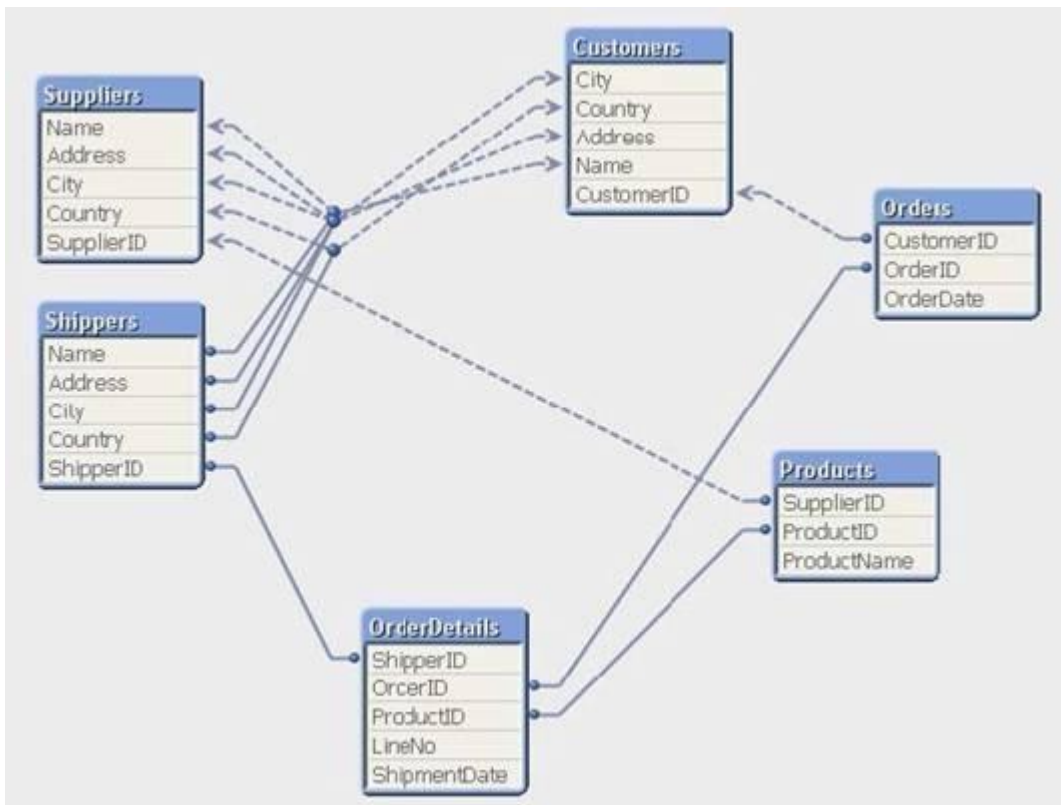 Suppliers
Name
Address
City
Country
SupplierID
Customers
City
Country
Address
Name
CustomerID
Orders
CustomerID
OrderID
OrderDate
Shippers
Name
Address
City
Country
ShipperID
Products
SupplierID
ProductID
ProductName
OrderDetails
ShipperID
OrcerID
ProductID
LineNo
ShipmentDate